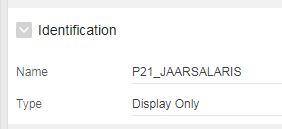 Identification
Name P21_JAARSALARIS
Type Display Only